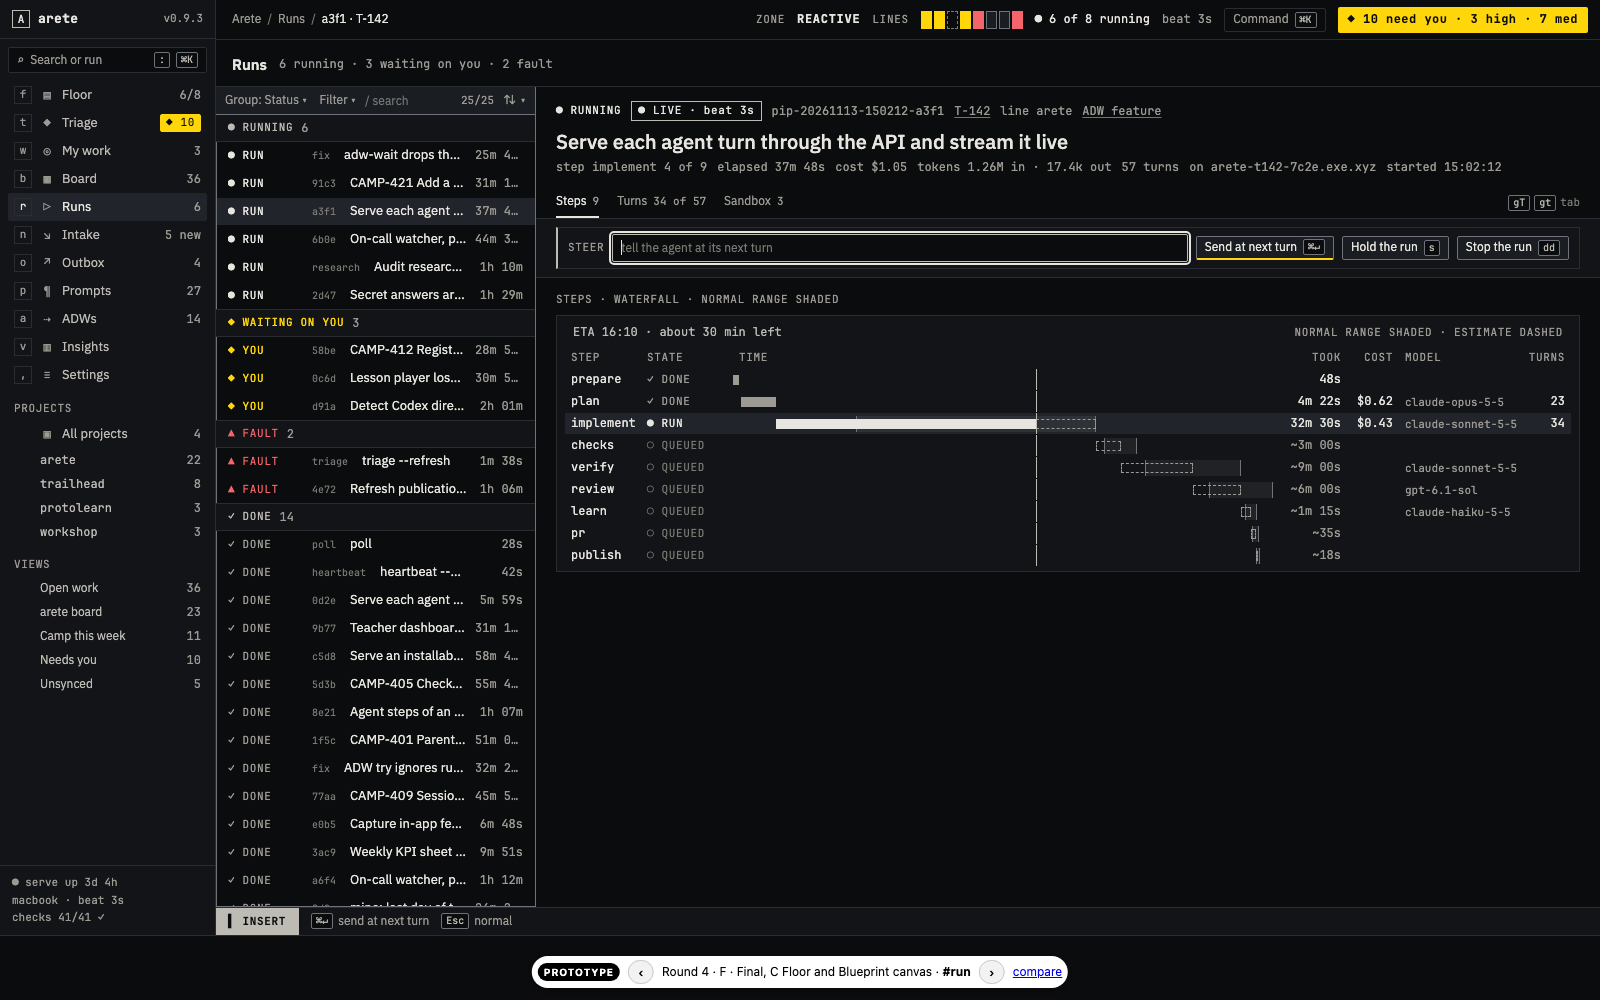 A arete v0.9.3
Search or run : ⌘K
f Floor 6/8
t Triage ◆ 10
w My work 3
b Board 36
r Runs 6
n Intake 5 new
o Outbox 4
p Prompts 27
a ADWs 14
v Insights
, Settings
PROJECTS
All projects 4
arete 22
trailhead 8
protolearn 3
workshop 3
VIEWS
Open work 36
arete board 23
Camp this week 11
Needs you 10
Unsynced 5
serve up 3d 4h
macbook · beat 3s
checks 41/41 ✓
Arete / Runs / a3f1 · T-142
ZONE REACTIVE LINES ● 6 of 8 running beat 3s Command ⌘K ◆ 10 need you · 3 high · 7 med
Runs 6 running · 3 waiting on you · 2 fault
Group: Status ▾ Filter ▾ / search 25/25 ↑↓ ▾
● RUNNING 6
● RUN fix adw-wait drops th… 25m 4…
● RUN 91c3 CAMP-421 Add a … 31m 1…
● RUN a3f1 Serve each agent … 37m 4…
● RUN 6b0e On-call watcher, p… 44m 3…
● RUN research Audit researc… 1h 10m
● RUN 2d47 Secret answers ar… 1h 29m
◆ WAITING ON YOU 3
◆ YOU 58be CAMP-412 Regist… 28m 5…
◆ YOU 0c6d Lesson player los… 30m 5…
◆ YOU d91a Detect Codex dire… 2h 01m
▲ FAULT 2
▲ FAULT triage triage --refresh 1m 38s
▲ FAULT 4e72 Refresh publicatio… 1h 06m
✓ DONE 14
✓ DONE poll poll 28s
✓ DONE heartbeat heartbeat --… 42s
✓ DONE 0d2e Serve each agent … 5m 59s
✓ DONE 9b77 Teacher dashboar… 31m 1…
✓ DONE c5d8 Serve an installab… 58m 4…
✓ DONE 5d3b CAMP-405 Check… 55m 4…
✓ DONE 8e21 Agent steps of an … 1h 07m
✓ DONE 1f5c CAMP-401 Parent… 51m 0…
✓ DONE fix ADW try ignores ru… 32m 2…
✓ DONE 77aa CAMP-409 Sessio… 45m 5…
✓ DONE e0b5 Capture in-app fe… 6m 48s
✓ DONE 3ac9 Weekly KPI sheet … 9m 51s
✓ DONE a6f4 On-call watcher, p… 1h 12m
● RUNNING ● LIVE · beat 3s pip-20261113-150212-a3f1 T-142 line arete ADW feature
Serve each agent turn through the API and stream it live
step implement 4 of 9 elapsed 37m 48s cost $1.05 tokens 1.26M in · 17.4k out 57 turns on arete-t142-7c2e.exe.xyz started 15:02:12
Steps 9 Turns 34 of 57 Sandbox 3 gT gt tab
STEER tell the agent at its next turn Send at next turn ⌘↵ Hold the run s Stop the run dd
STEPS · WATERFALL · NORMAL RANGE SHADED
ETA 16:10 · about 30 min left NORMAL RANGE SHADED · ESTIMATE DASHED
STEP STATE TIME TOOK COST MODEL TURNS
prepare ✓ DONE 48s
plan ✓ DONE 4m 22s $0.62 claude-opus-5-5 23
implement ● RUN 32m 30s $0.43 claude-sonnet-5-5 34
checks ○ QUEUED ~3m 00s
verify ○ QUEUED ~9m 00s claude-sonnet-5-5
review ○ QUEUED ~6m 00s gpt-6.1-sol
learn ○ QUEUED ~1m 15s claude-haiku-5-5
pr ○ QUEUED ~35s
publish ○ QUEUED ~18s
INSERT ⌘↵ send at next turn Esc normal
PROTOTYPE ‹ Round 4 · F · Final, C Floor and Blueprint canvas · #run › compare